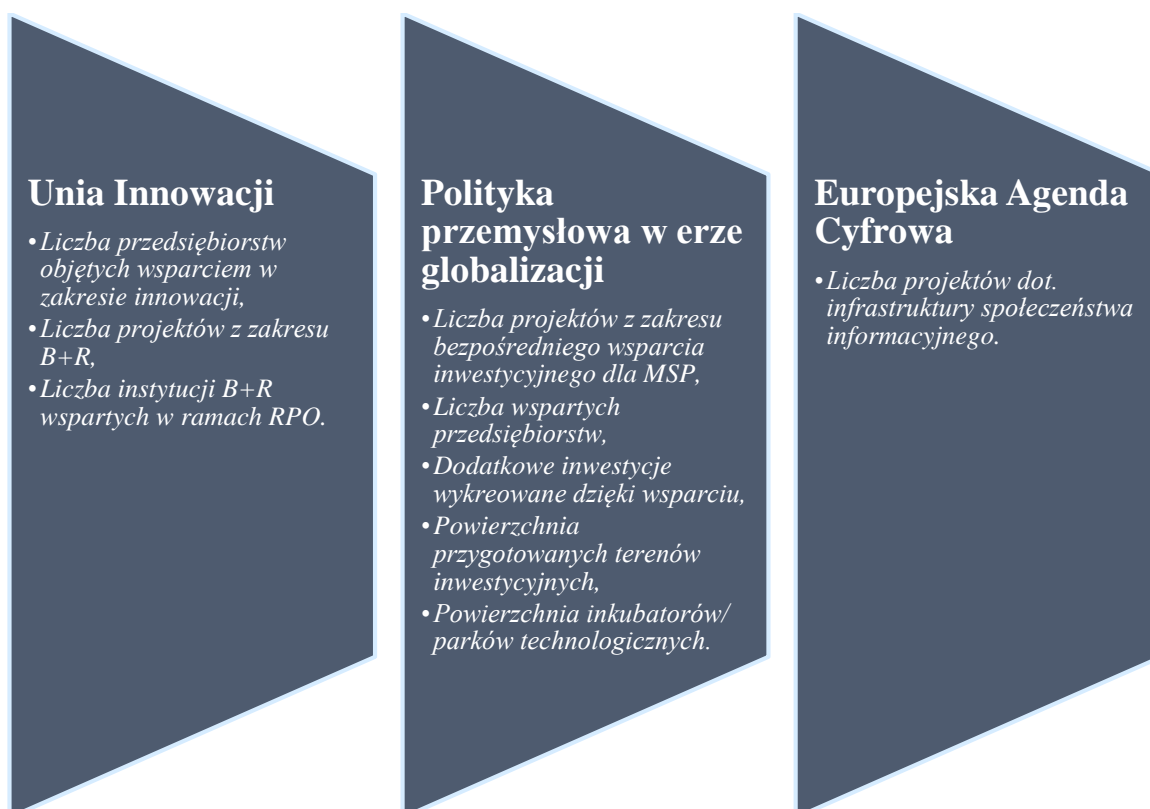 Unia Innowacji
•Liczba przedsiębiorstw
objętych wsparciem w
zakresie innowacji,
•Liczba projektów z zakresu
B+R,
•Liczba instytucji B+R
wspartych w ramach RPO.
Polityka
przemysłowa w erze
globalizacji
•Liczba projektów z zakresu
bezpośredniego wsparcia
inwestycyjnego dla MSP,
•Liczba wspartych
przedsiębiorstw,
•Dodatkowe inwestycje
wykreowane dzięki wsparciu,
•Powierzchnia
przygotowanych terenów
inwestycyjnych,
•Powierzchnia inkubatorów/
parków technologicznych.
Europejska Agenda
Cyfrowa
•Liczba projektów dot.
infrastruktury społeczeństwa
informacyjnego.